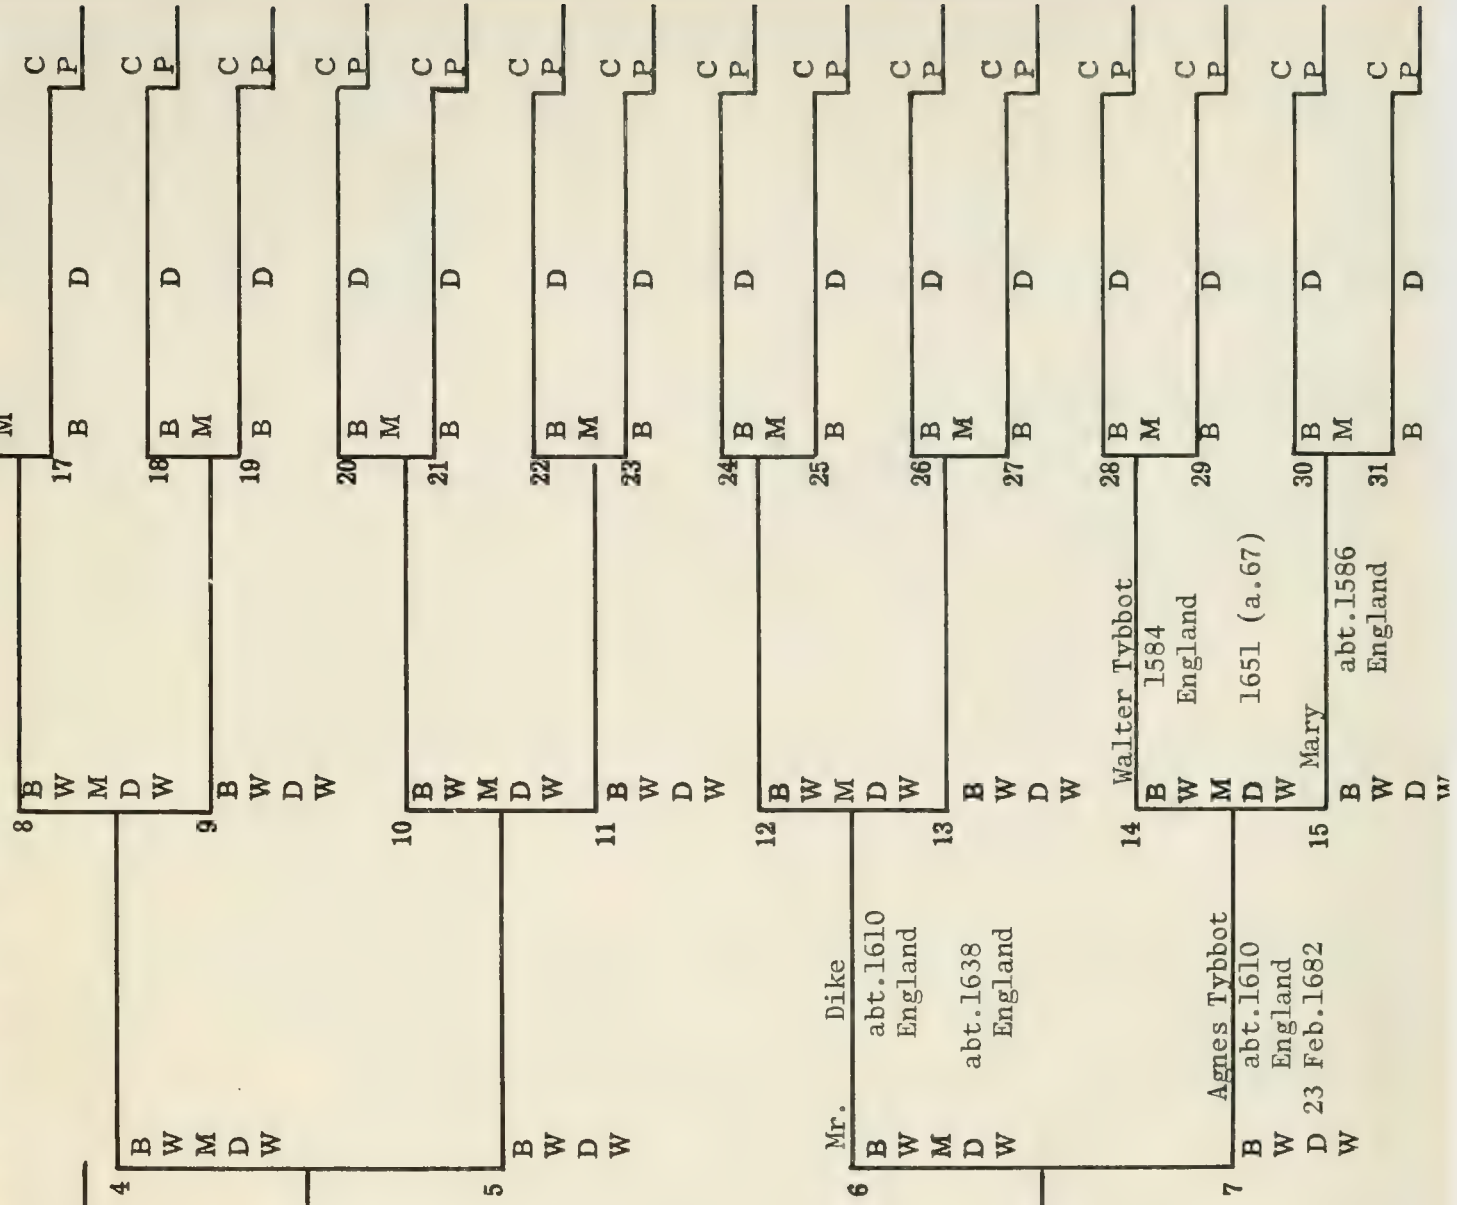 4
B
W
M
D
W
5
B
W
D
W
6
Mr. Dike
B abt.1610
W England
M
D abt.1638
W England
7
Agnes Tybbot
B abt.1610
W England
D 23 Feb.1682
W
8
B
W
M
D
W
9
B
W
D
W
10
B
W
M
D
W
11
B
W
D
W
12
B
W
M
D
W
13
B
W
D
W
14
Walter Tybbot
B 1584
W England
M
D 1651 (a.67)
W
15
Mary
B abt.1586
W England
D
W
M
17
B D
18
B D
M
19
B D
20
B D
M
21
B D
22
B D
M
23
B D
24
B D
M
25
B D
26
B D
M
27
B D
28
B D
M
29
B D
30
B D
M
31
B D
C
P
C
P
C
P
C
P
C
P
C
P
C
P
C
P
C
P
C
P
C
P
C
P
C
P
C
P
C
P